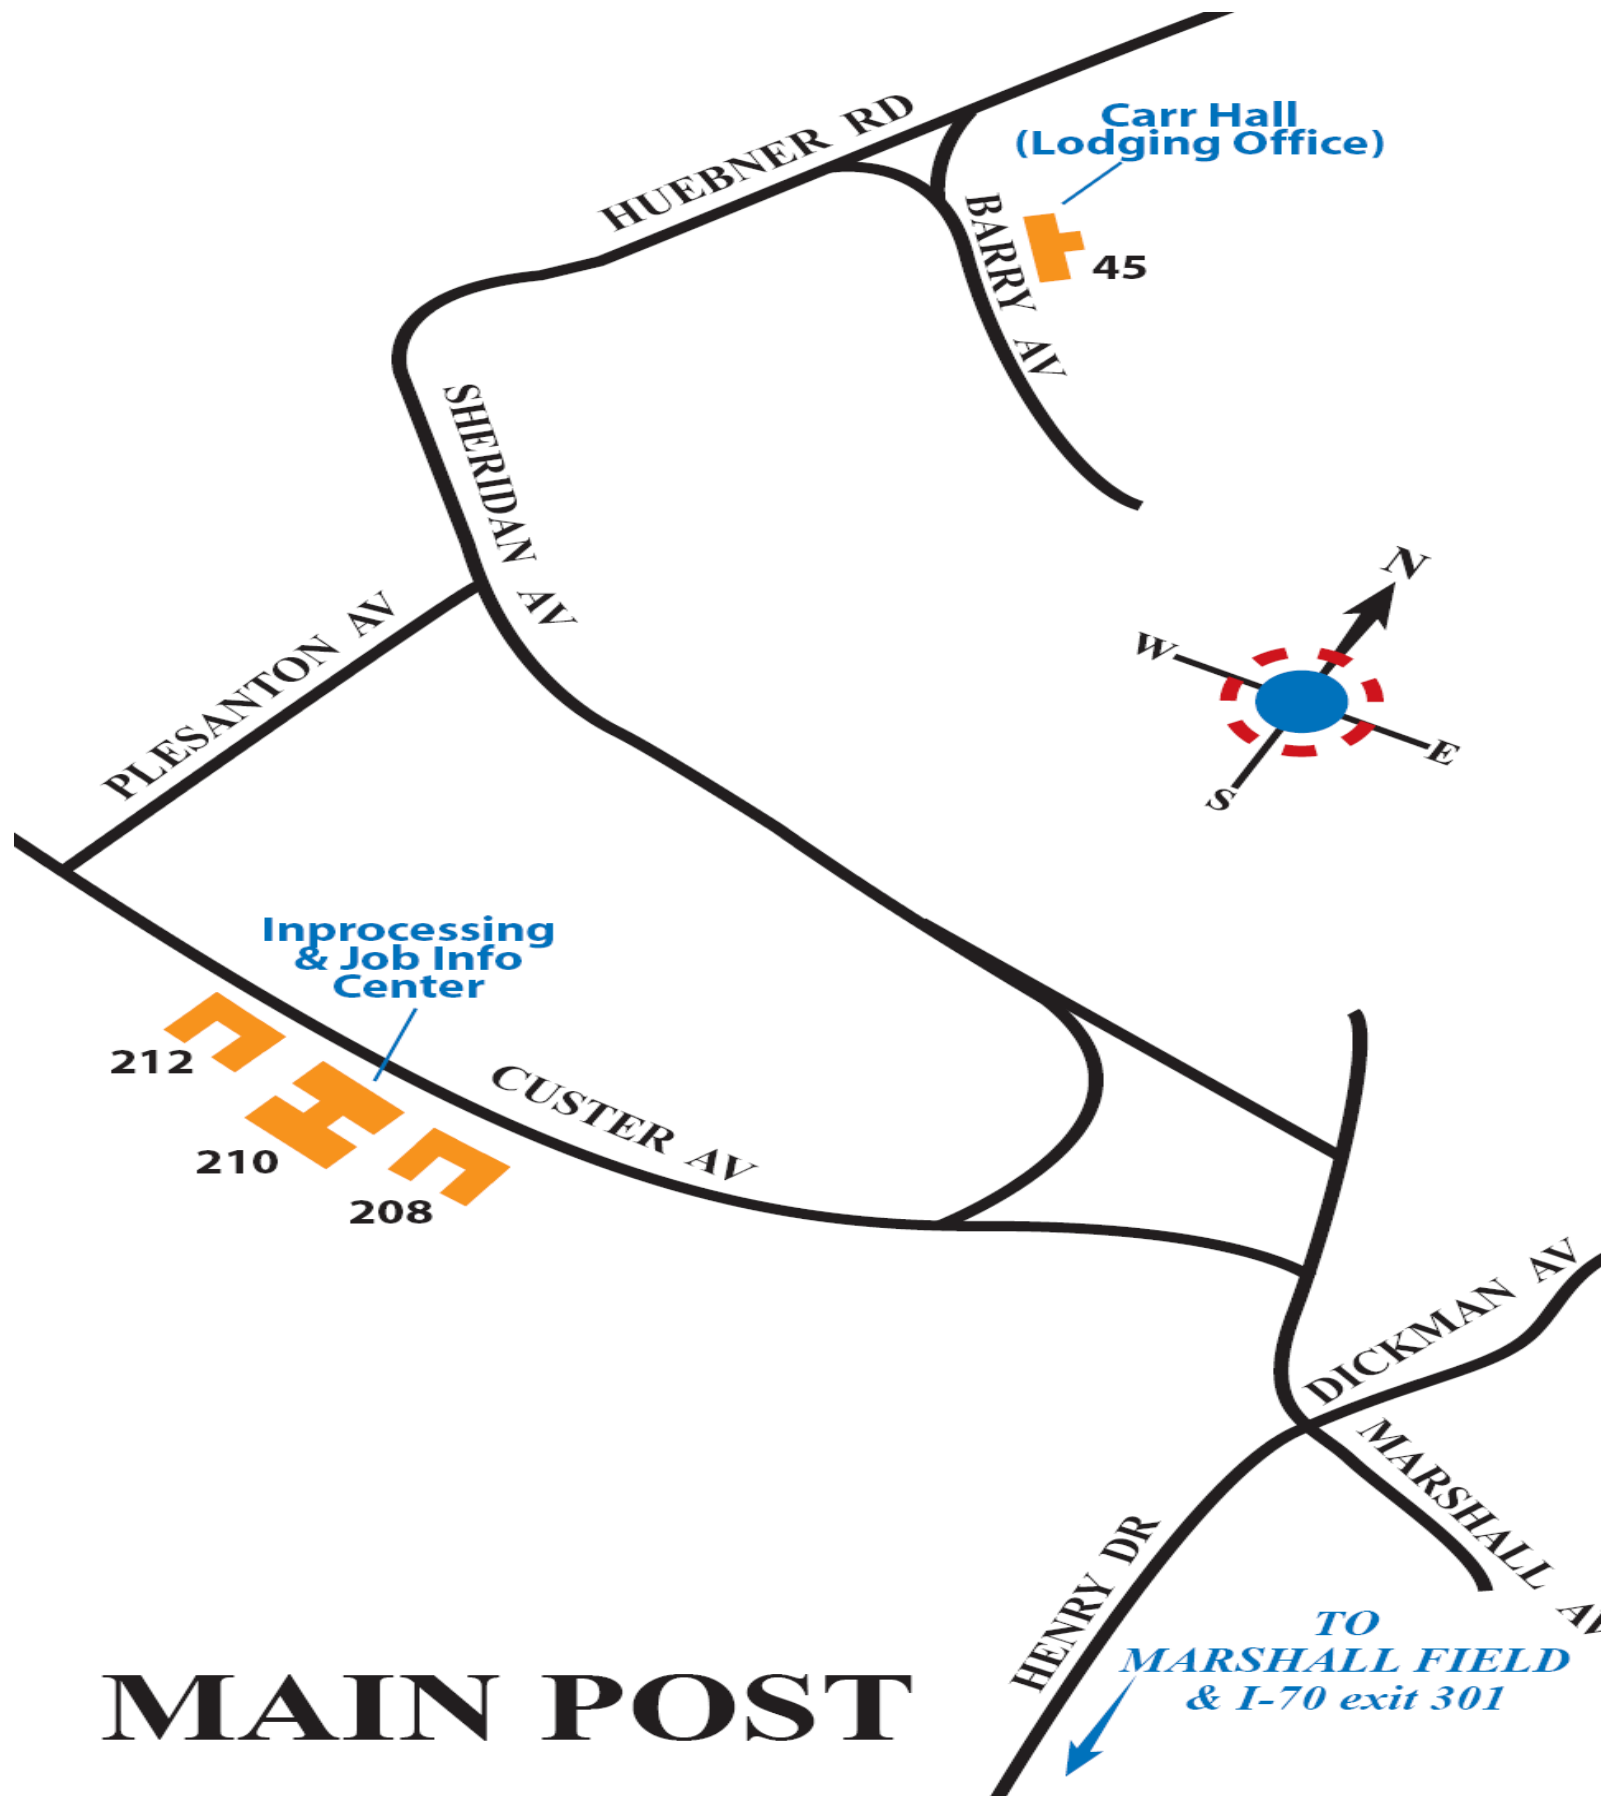 HUEBNER RD
Carr Hall
(Lodging Office)
BARRY AV
45
SHERIDAN AV
N
W
E
S
PLESANTON AV
Inprocessing
& Job Info
Center
212
210
208
CUSTER AV
DICKMAN AV
MARSHALL AV
HENRY DR
TO
MARSHALL FIELD
& I-70 exit 301
MAIN POST